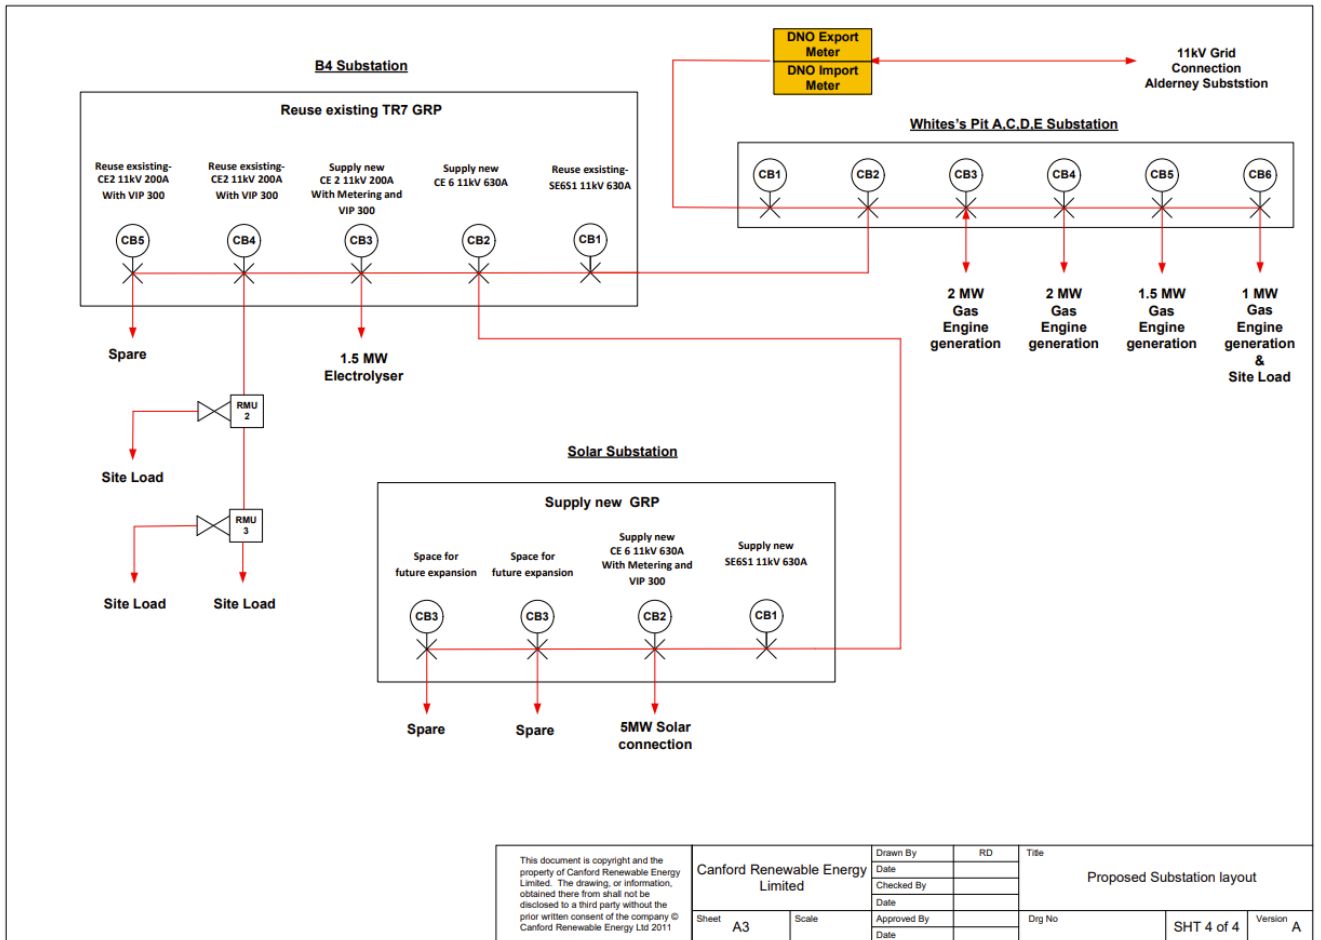 DNO Export
Meter
DNO Import
Meter
11kV Grid
Connection
Alderney Subststion
B4 Substation
Reuse existing TR7 GRP
Reuse exsisting-
CE2 11kV 200A
With VIP 300
Reuse exsisting-
CE2 11kV 200A
With VIP 300
Supply new
CE 2 11kV 200A
With Metering and
VIP 300
Supply new
CE 6 11kV 630A
Reuse exsisting-
SE6S1 11kV 630A
CB5
CB4
CB3
CB2
CB1
Spare
1.5 MW
Electrolyser
Whites's Pit A,C,D,E Substation
CB1
CB2
CB3
CB4
CB5
CB6
2 MW
Gas
Engine
generation
2 MW
Gas
Engine
generation
1.5 MW
Gas
Engine
generation
1 MW
Gas
Engine
generation
&
Site Load
RMU
2
Site Load
RMU
3
Site Load
Site Load
Solar Substation
Supply new  GRP
Space for
future expansion
Space for
future expansion
Supply new
CE 6 11kV 630A
With Metering and
VIP 300
Supply new
SE6S1 11kV 630A
CB3
CB3
CB2
CB1
Spare
Spare
5MW Solar
connection
This document is copyright and the
property of Canford Renewable Energy
Limited.  The drawing, or information,
obtained there from shall not be
disclosed to a third party without the
prior written consent of the company ©
Canford Renewable Energy Ltd 2011
Canford Renewable Energy
Limited
Sheet
A3
Scale
Drawn By
RD
Date
Checked By
Date
Approved By
Date
Title
Proposed Substation layout
Drg No
SHT 4 of 4
Version
A